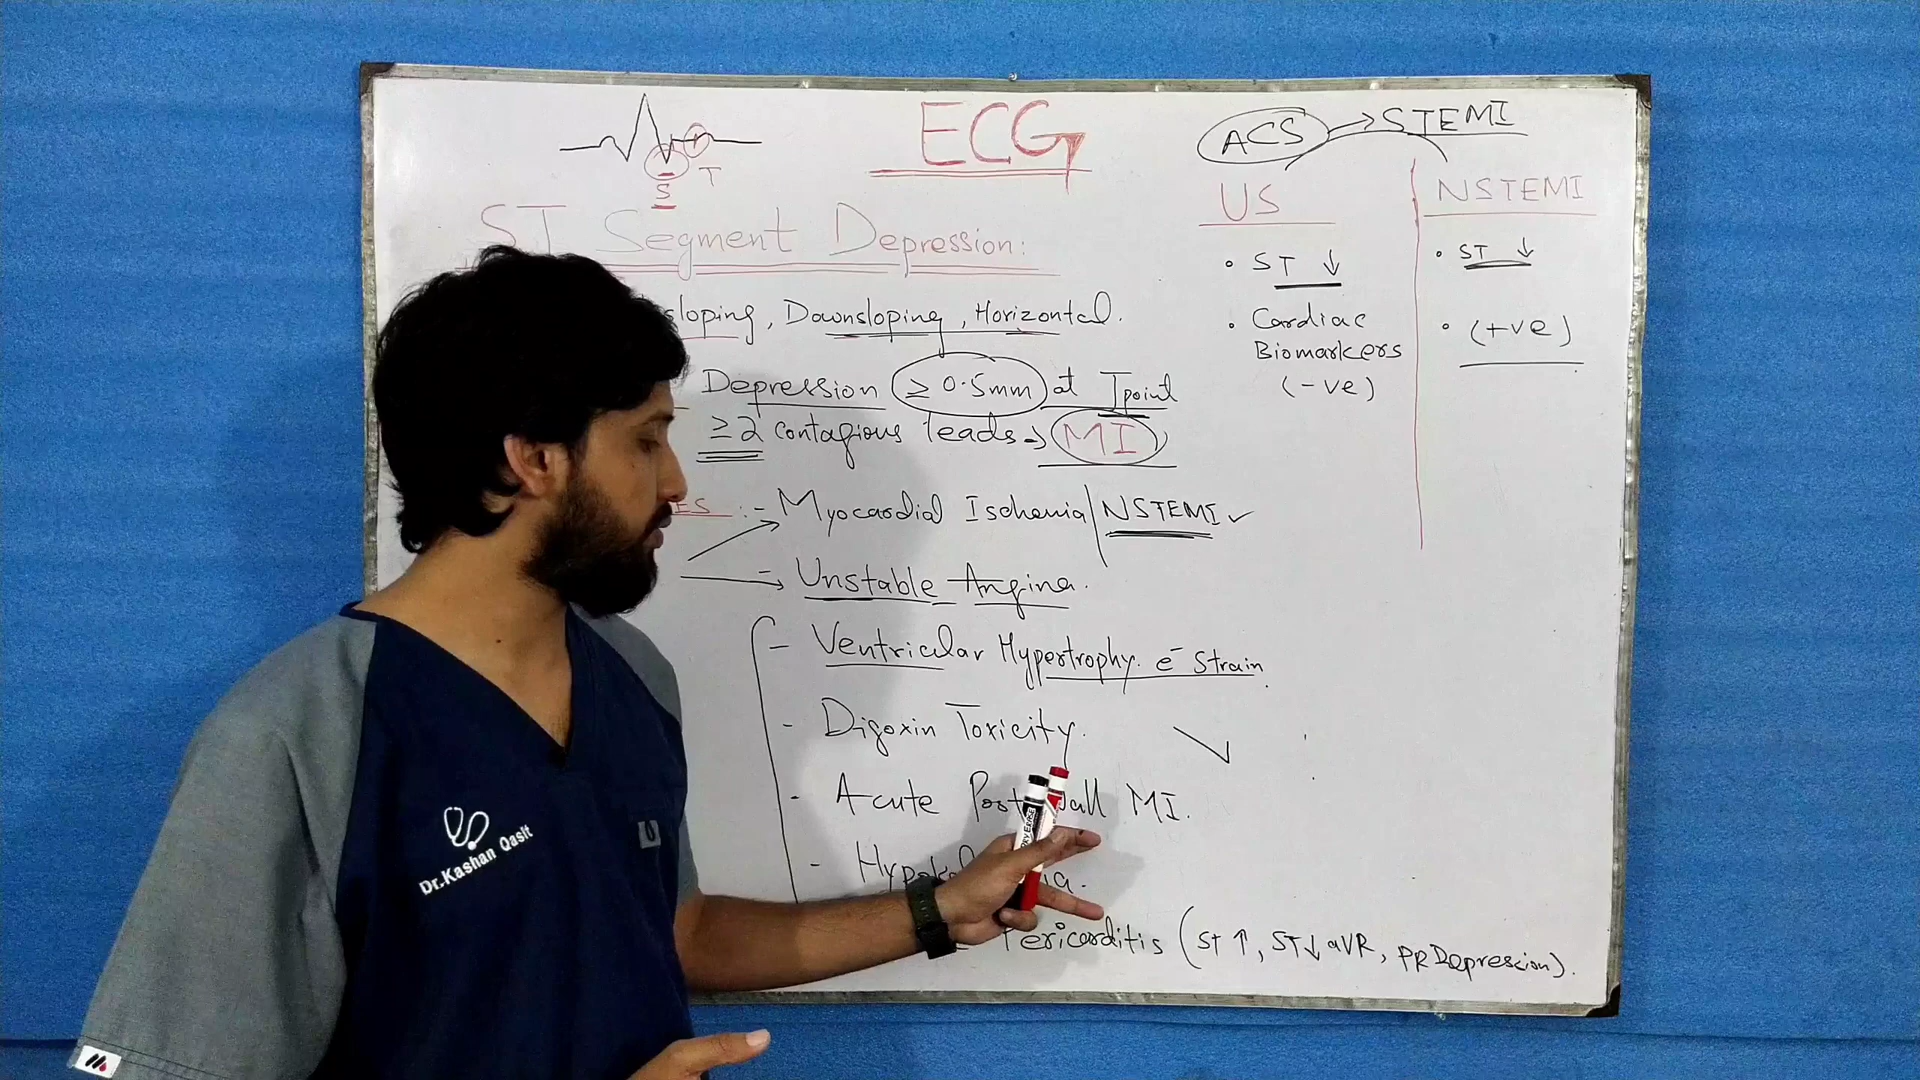 ECG
ACS → STEMI
S
T
US
NSTEMI
ST Segment Depression:
• ST ↓
• ST ↓
sloping, Downsloping, Horizontal.
• Cardiac
Biomarkers
(-ve)
• (+ve)
Depression ≥ 0.5mm at Jpoint
≥2 contagious leads → MI
ES :- Myocardial Ischemia/NSTEMI ✓
- Unstable Angina.
- Ventricular Hypertrophy. e- Strain
- Digoxin Toxicity.
- Acute Post Wall MI.
Pericarditis (ST ↑, ST↓ aVR, PR Depression).
Dr.Kashan Qasit